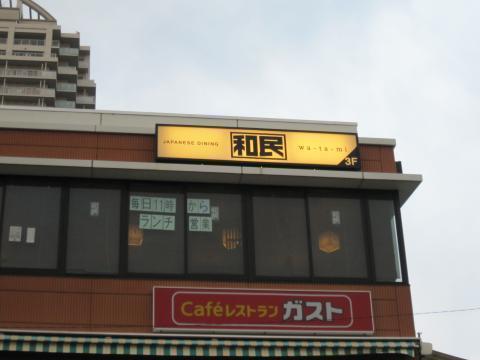 JAPANESE DINING 和民 wa-ta-mi
3F
毎日11時から
ランチ営業
Caféレストラン ガスト